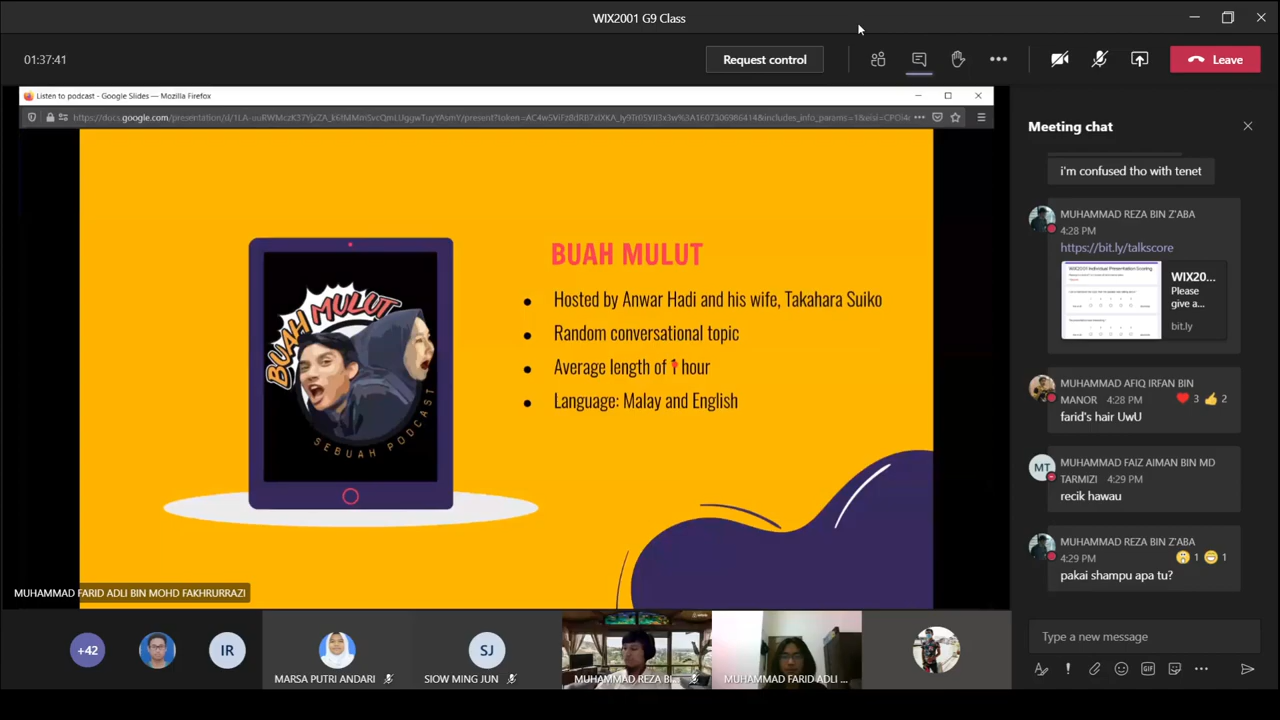 WIX2001 G9 Class
01:37:41
Request control
Leave
Listen to podcast - Google Slides — Mozilla Firefox
BUAH MULUT
Hosted by Anwar Hadi and his wife, Takahara Suiko
Random conversational topic
Average length of 1 hour
Language: Malay and English
BUAH MULUT
SEBUAH PODCAST
MUHAMMAD FARID ADLI BIN MOHD FAKHRURRAZI
+42
IR
MARSA PUTRI ANDARI
SJ
SIOW MING JUN
MUHAMMAD REZA BI...
MUHAMMAD FARID ADLI ...
Meeting chat
i'm confused tho with tenet
MUHAMMAD REZA BIN Z'ABA
4:28 PM
https://bit.ly/talkscore
WIX2001 Individual Presentation Scoring
WIX20...
Please
give a...
bit.ly
MUHAMMAD AFIQ IRFAN BIN
MANOR 4:28 PM 3 2
farid's hair UwU
MT
MUHAMMAD FAIZ AIMAN BIN MD
TARMIZI 4:29 PM
recik hawau
MUHAMMAD REZA BIN Z'ABA
4:29 PM 1 1
pakai shampu apa tu?
Type a new message
GIF